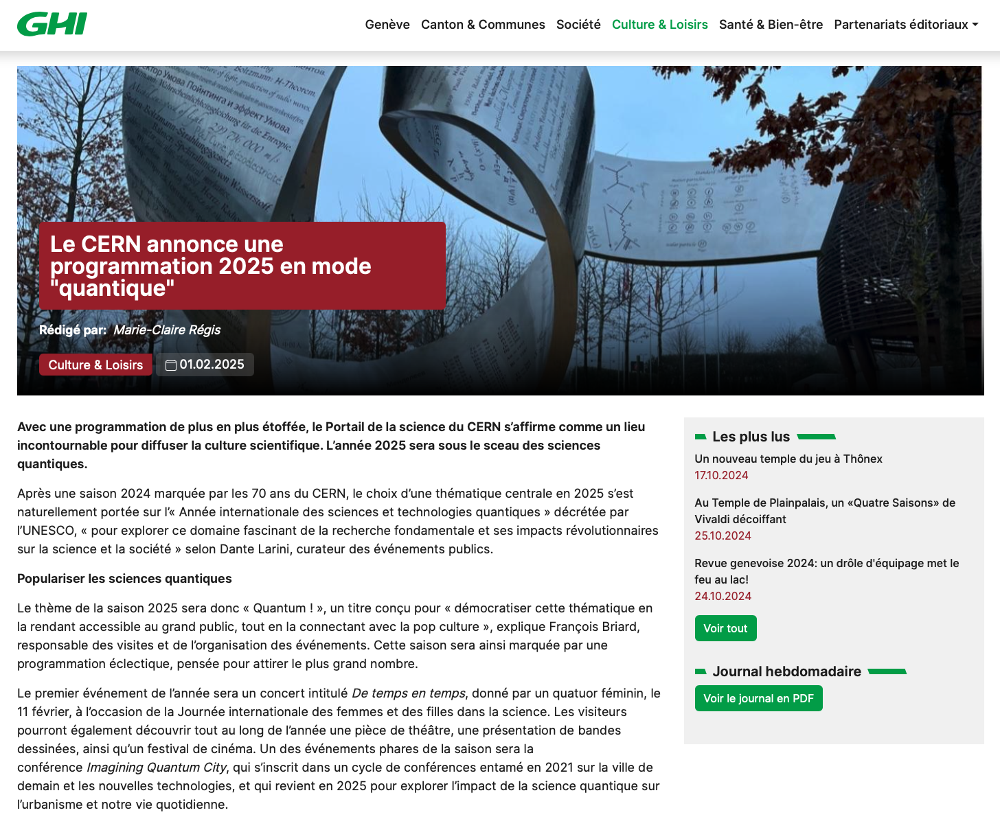 GHI
Genève Canton & Communes Société Culture & Loisirs Santé & Bien-être Partenariats éditoriaux
Le CERN annonce une
programmation 2025 en mode
"quantique"
Rédigé par: Marie-Claire Régis
Culture & Loisirs 01.02.2025
Avec une programmation de plus en plus étoffée, le Portail de la science du CERN s’affirme comme un lieu
incontournable pour diffuser la culture scientifique. L’année 2025 sera sous le sceau des sciences
quantiques.
Après une saison 2024 marquée par les 70 ans du CERN, le choix d’une thématique centrale en 2025 s’est
naturellement portée sur l’« Année internationale des sciences et technologies quantiques » décrétée par
l’UNESCO, « pour explorer ce domaine fascinant de la recherche fondamentale et ses impacts révolutionnaires
sur la science et la société » selon Dante Larini, curateur des événements publics.
Populariser les sciences quantiques
Le thème de la saison 2025 sera donc « Quantum ! », un titre conçu pour « démocratiser cette thématique en
la rendant accessible au grand public, tout en la connectant avec la pop culture », explique François Briard,
responsable des visites et de l’organisation des événements. Cette saison sera ainsi marquée par une
programmation éclectique, pensée pour attirer le plus grand nombre.
Le premier événement de l’année sera un concert intitulé De temps en temps, donné par un quatuor féminin, le
11 février, à l’occasion de la Journée internationale des femmes et des filles dans la science. Les visiteurs
pourront également découvrir tout au long de l’année une pièce de théâtre, une présentation de bandes
dessinées, ainsi qu’un festival de cinéma. Un des événements phares de la saison sera la
conférence Imagining Quantum City, qui s’inscrit dans un cycle de conférences entamé en 2021 sur la ville de
demain et les nouvelles technologies, et qui revient en 2025 pour explorer l’impact de la science quantique sur
l’urbanisme et notre vie quotidienne.
Les plus lus
Un nouveau temple du jeu à Thônex
17.10.2024
Au Temple de Plainpalais, un «Quatre Saisons» de
Vivaldi décoiffant
25.10.2024
Revue genevoise 2024: un drôle d'équipage met le
feu au lac!
24.10.2024
Voir tout
Journal hebdomadaire
Voir le journal en PDF